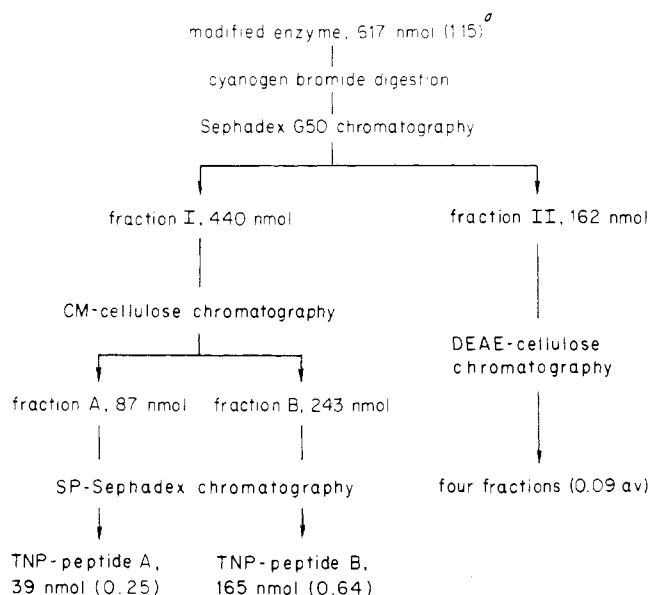 modified enzyme, 617 nmol (1.15)ᵃ
cyanogen bromide digestion
Sephadex G50 chromatography
fraction I, 440 nmol
fraction II, 162 nmol
CM-cellulose chromatography
DEAE-cellulose
chromatography
fraction A, 87 nmol
fraction B, 243 nmol
SP-Sephadex chromatography
four fractions (0.09 av)
TNP-peptide A,
39 nmol (0.25)
TNP-peptide B,
165 nmol (0.64)